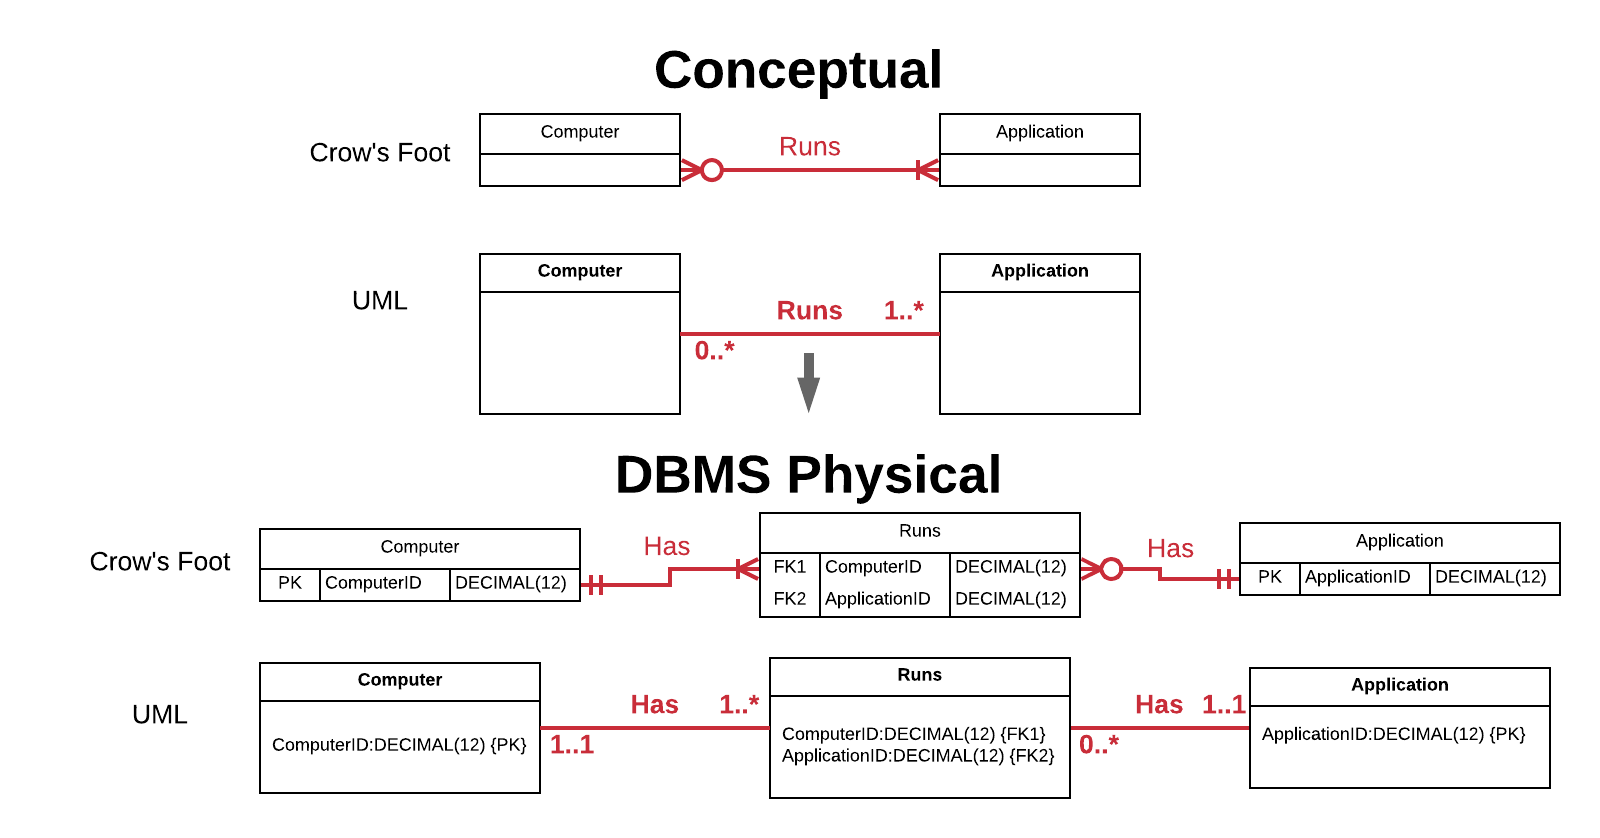 Conceptual
Crow's Foot
Computer
Runs
Application
UML
Computer
Runs
1..*
0..*
Application
DBMS Physical
Crow's Foot
Computer
PK ComputerID DECIMAL(12)
Has
Runs
FK1 ComputerID DECIMAL(12)
FK2 ApplicationID DECIMAL(12)
Has
Application
PK ApplicationID DECIMAL(12)
UML
Computer
ComputerID:DECIMAL(12) {PK}
Has 1..*
1..1
Runs
ComputerID:DECIMAL(12) {FK1}
ApplicationID:DECIMAL(12) {FK2}
Has 1..1
0..*
Application
ApplicationID:DECIMAL(12) {PK}